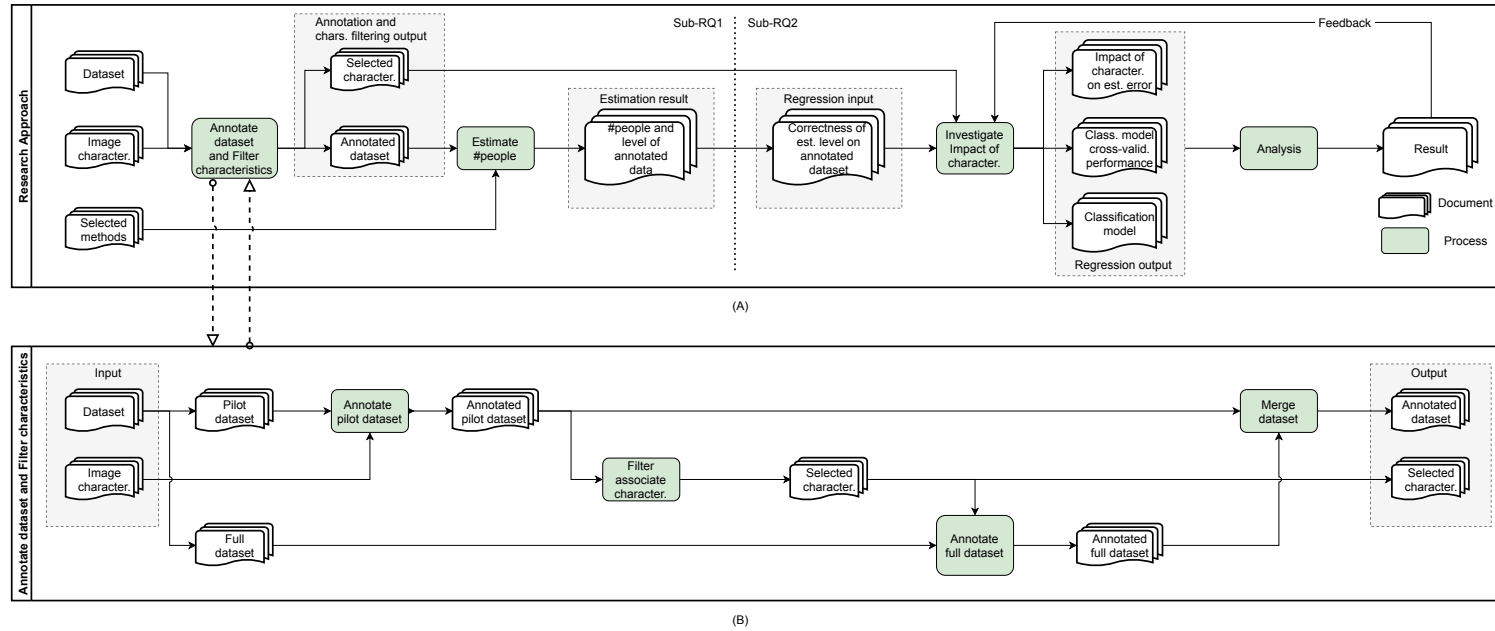 Research Approach
Annotation and
chars. filtering output
Sub-RQ1
Sub-RQ2
Feedback
Dataset
Image
character.
Selected
methods
Annotate
dataset
and Filter
characteristics
Selected
character.
Annotated
dataset
Estimate
#people
Estimation result
#people and
level of
annotated
data
Regression input
Correctness of
est. level on
annotated
dataset
Investigate
Impact of
character.
Impact of
character.
on est. error
Class. model
cross-valid.
performance
Classification
model
Regression output
Analysis
Result
Document
Process
(A)
Annotate dataset and Filter characteristics
Input
Dataset
Image
character.
Pilot
dataset
Full
dataset
Annotate
pilot dataset
Annotated
pilot dataset
Filter
associate
character.
Selected
character.
Annotate
full dataset
Annotated
full dataset
Merge
dataset
Output
Annotated
dataset
Selected
character.
(B)